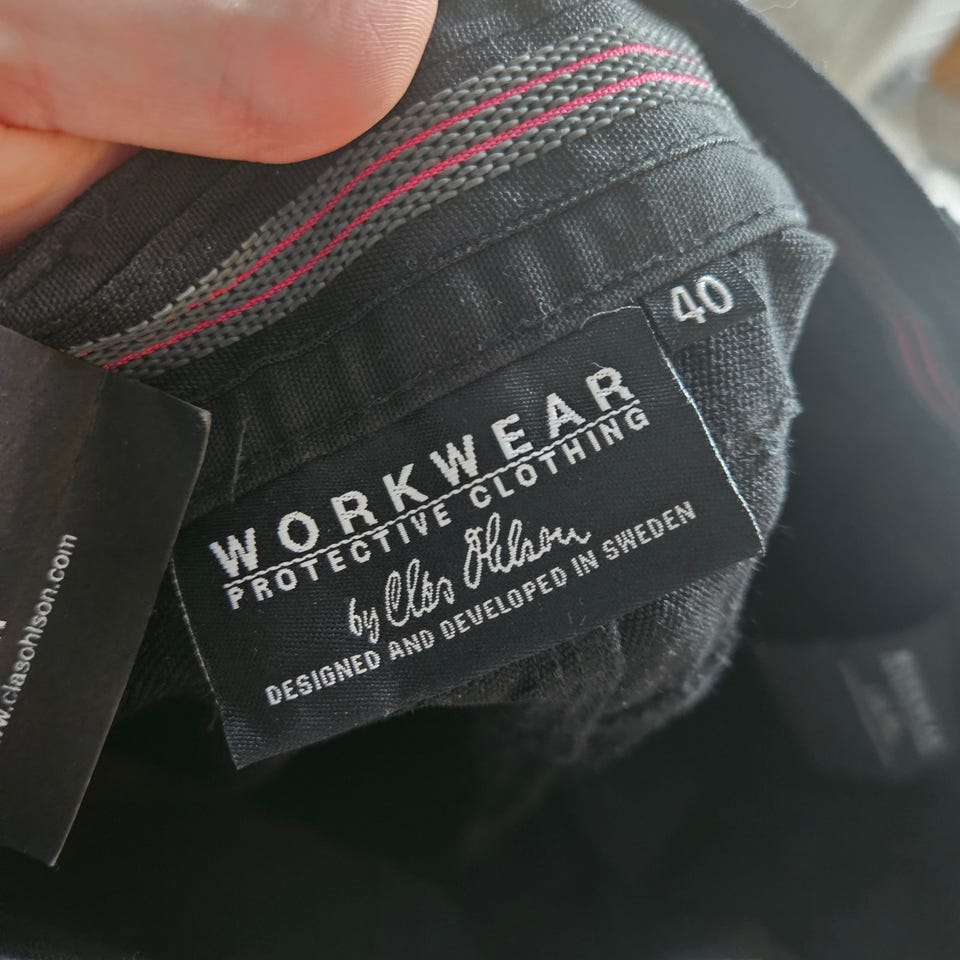 40
WORKWEAR
PROTECTIVE CLOTHING
by Clas Ohlson
DESIGNED AND DEVELOPED IN SWEDEN
w.clasohlson.com